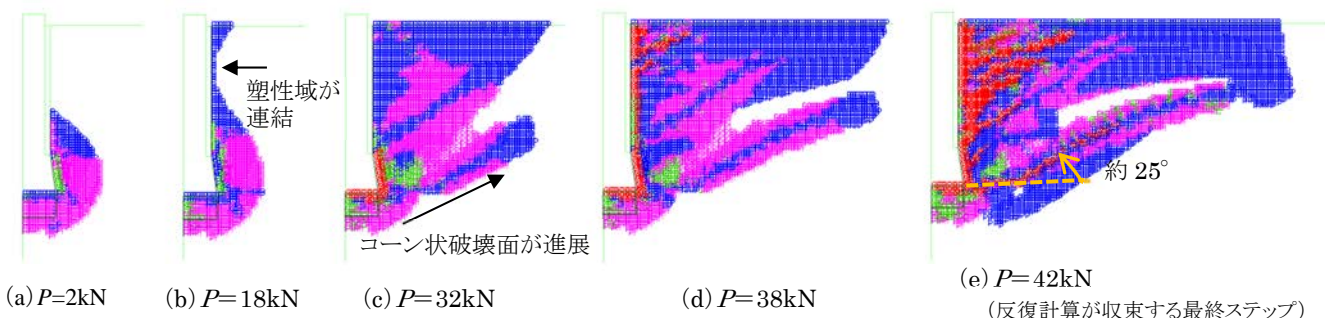 塑性域が
連結
コーン状破壊面が進展
約 25°
(a) P=2kN
(b) P=18kN
(c) P=32kN
(d) P=38kN
(e) P=42kN
(反復計算が収束する最終ステップ)